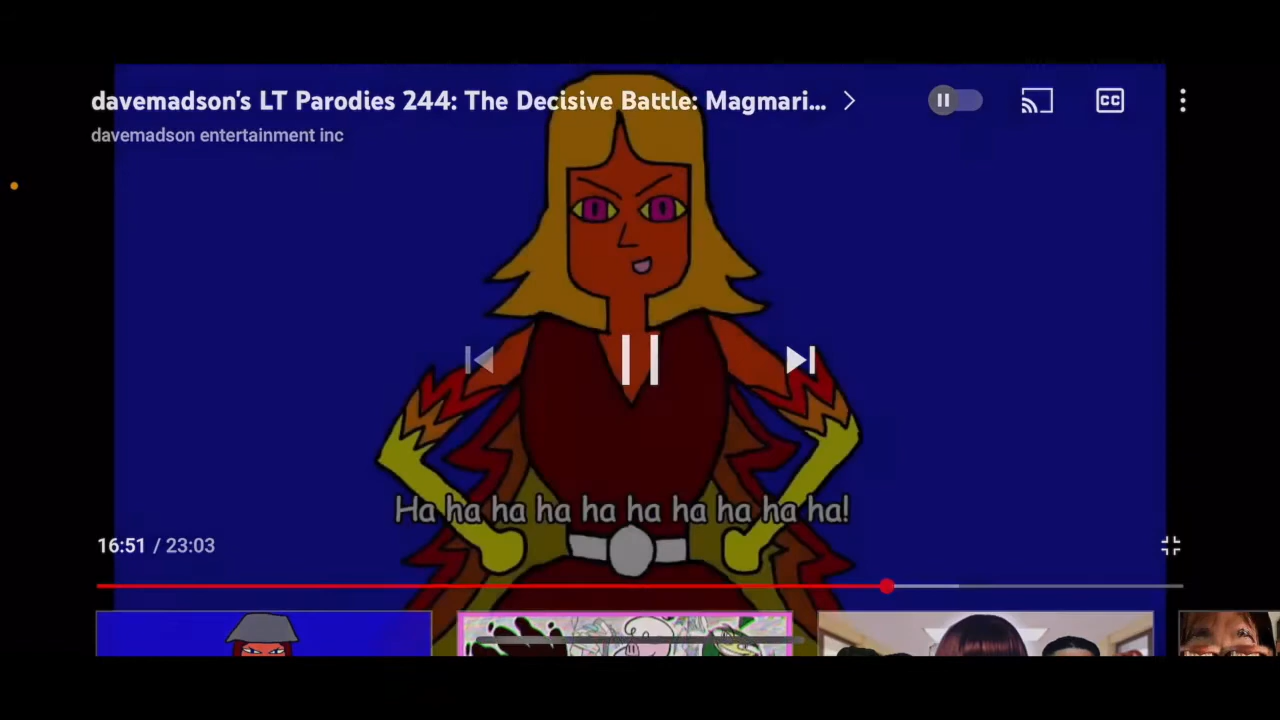 davemadson's LT Parodies 244: The Decisive Battle: Magmari...
davemadson entertainment inc
CC
Ha ha ha ha ha ha ha ha ha ha!
16:51 / 23:03